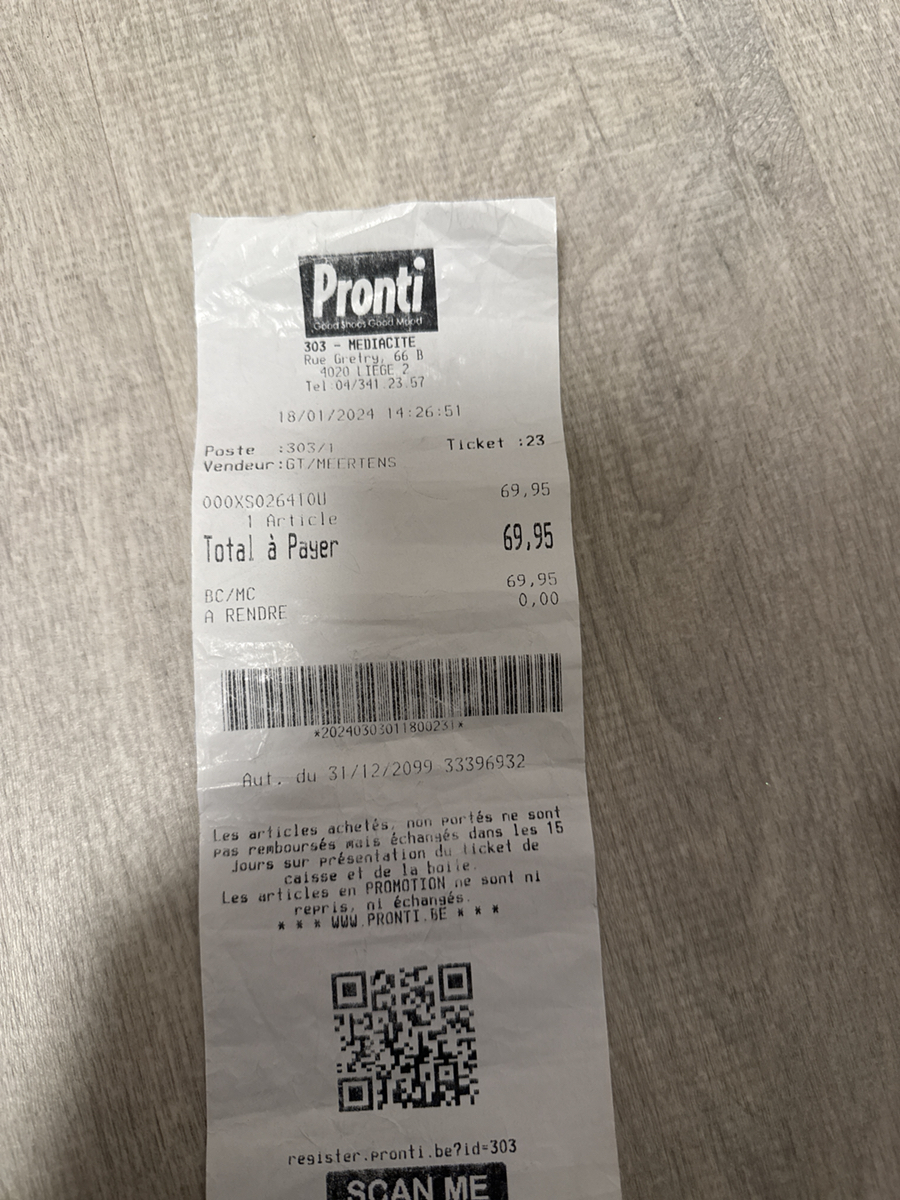 Pronti
Good Shoes Good Mood
303 - MEDIACITE
Rue Gretry, 66 B
4020 LIEGE 2
Tel 04/341.23.57
18/01/2024 14:26:51
Poste :303/1 Ticket :23
Vendeur:GT/MEERTENS
000XS026410U 69,95
1 Article
Total à Payer 69,95
BC/MC 69,95
A RENDRE 0,00
*20240303011800231*
Aut. du 31/12/2099 33396932
Les articles achetés, non portés ne sont
pas remboursés mais échangés dans les 15
Jours sur présentation du ticket de
caisse et de la boite.
Les articles en PROMOTION ne sont ni
repris, ni échangés.
* * * WWW.PRONTI.BE * * *
register.pronti.be?id=303
SCAN ME